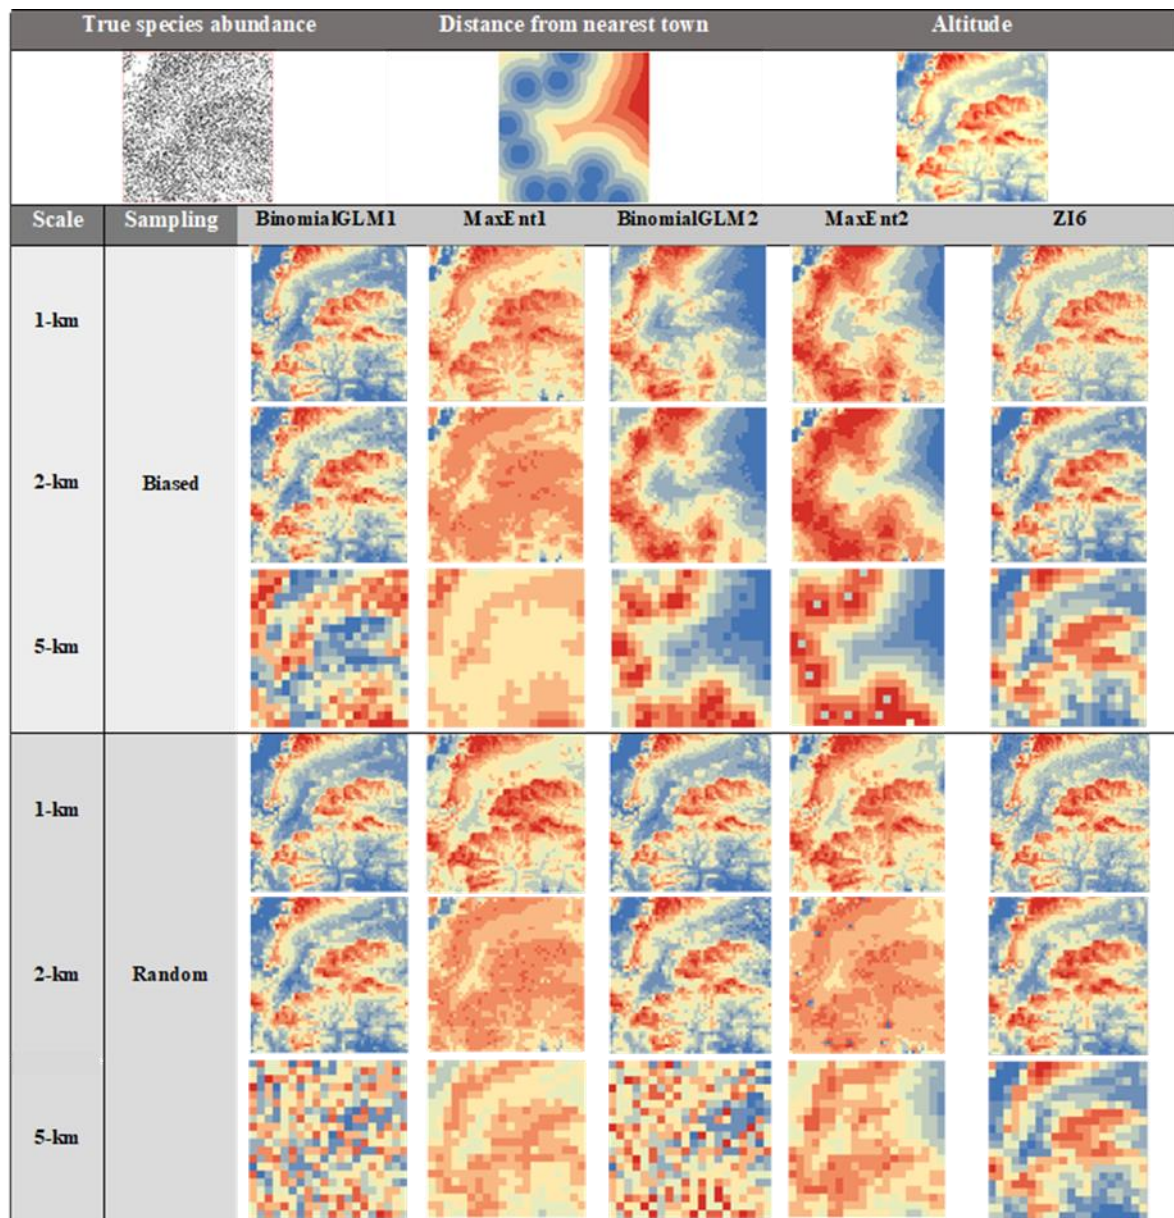 True species abundance Distance from nearest town Altitude
Scale Sampling BinomialGLM1 MaxEnt1 BinomialGLM2 MaxEnt2 ZI6
1-km
2-km Biased
5-km
1-km
2-km Random
5-km